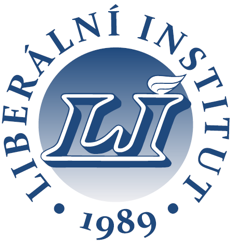 LIBERÁLNÍ INSTITUT
LI
• 1989 •